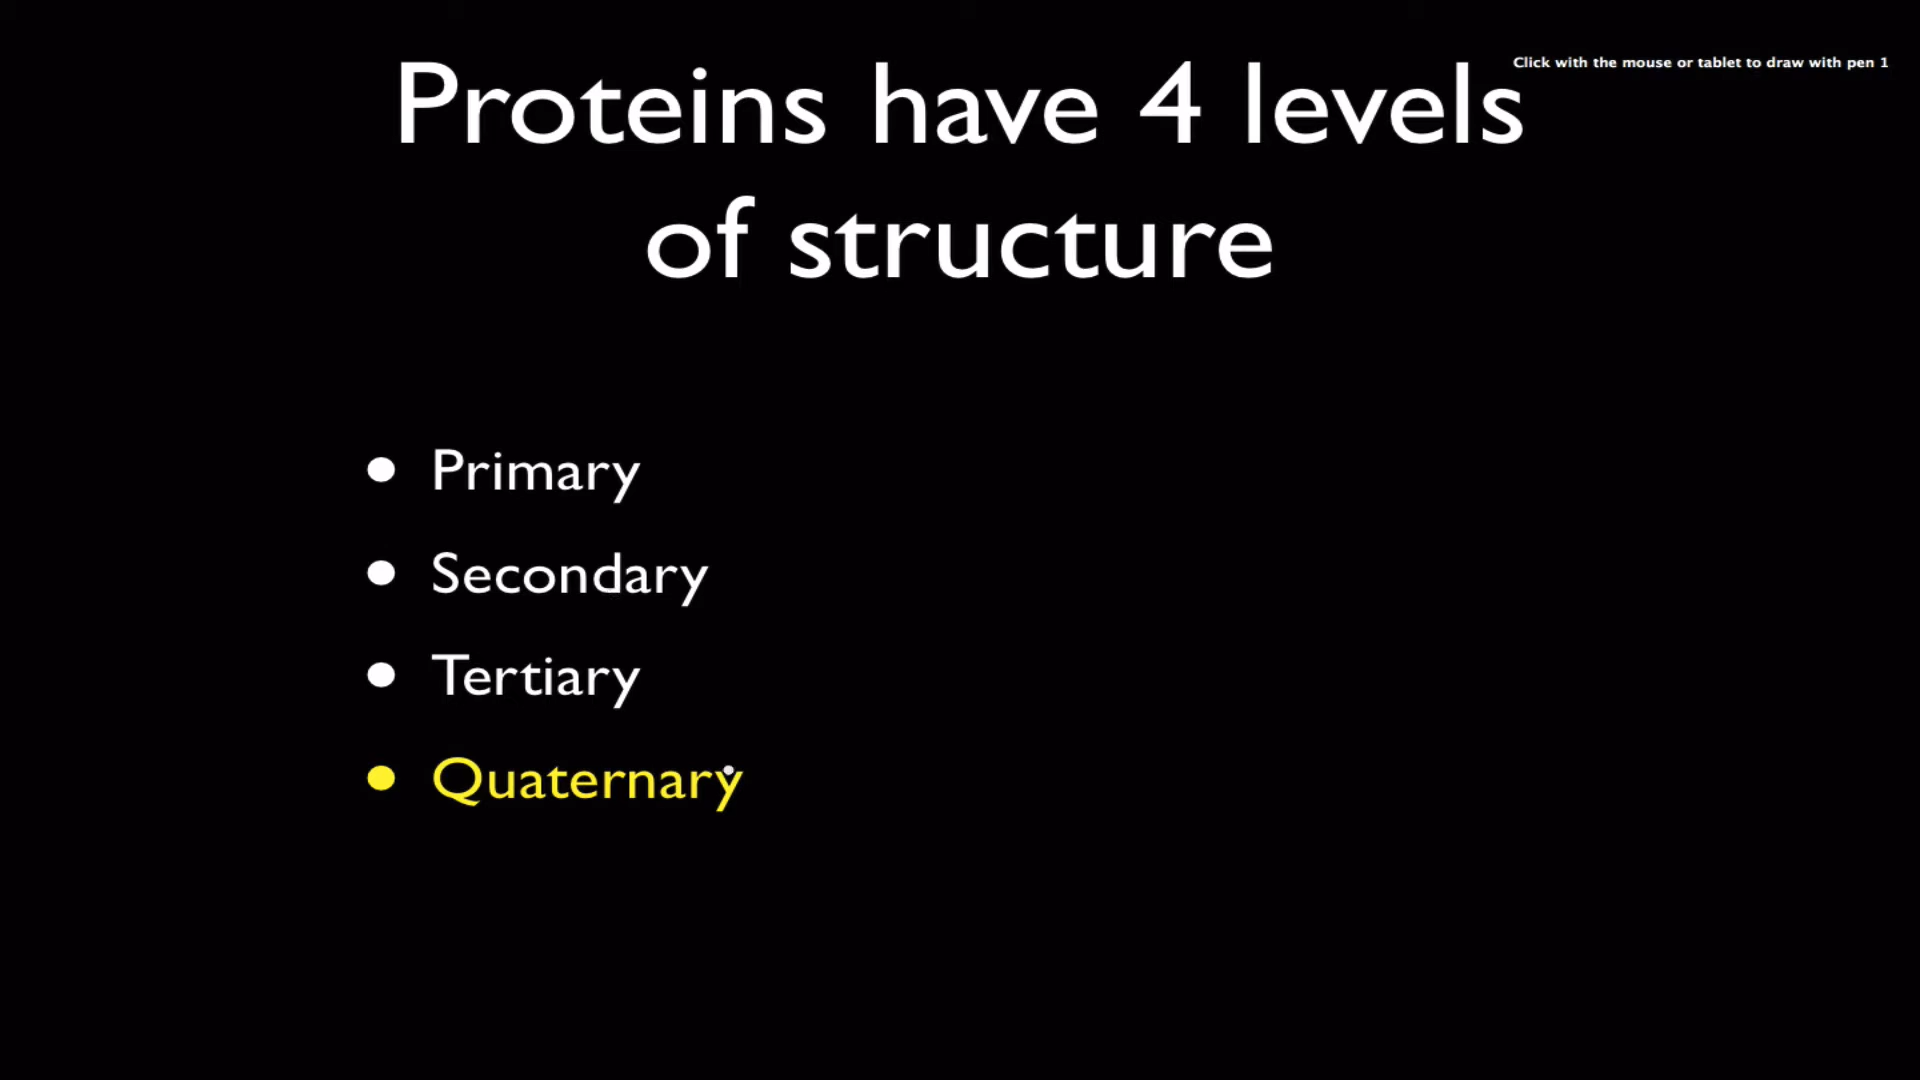 Click with the mouse or tablet to draw with pen 1
Proteins have 4 levels
of structure
• Primary
• Secondary
• Tertiary
• Quaternary